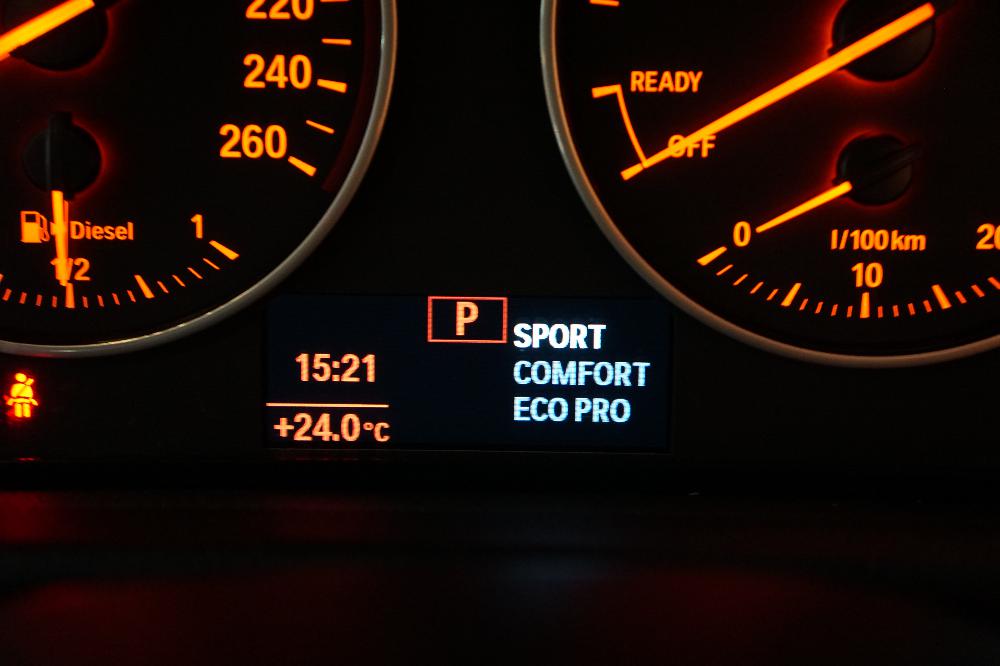 220
240
260
Diesel
1/2
1
READY
OFF
0
l/100km
10
20
P
SPORT
COMFORT
ECO PRO
15:21
+24.0°C